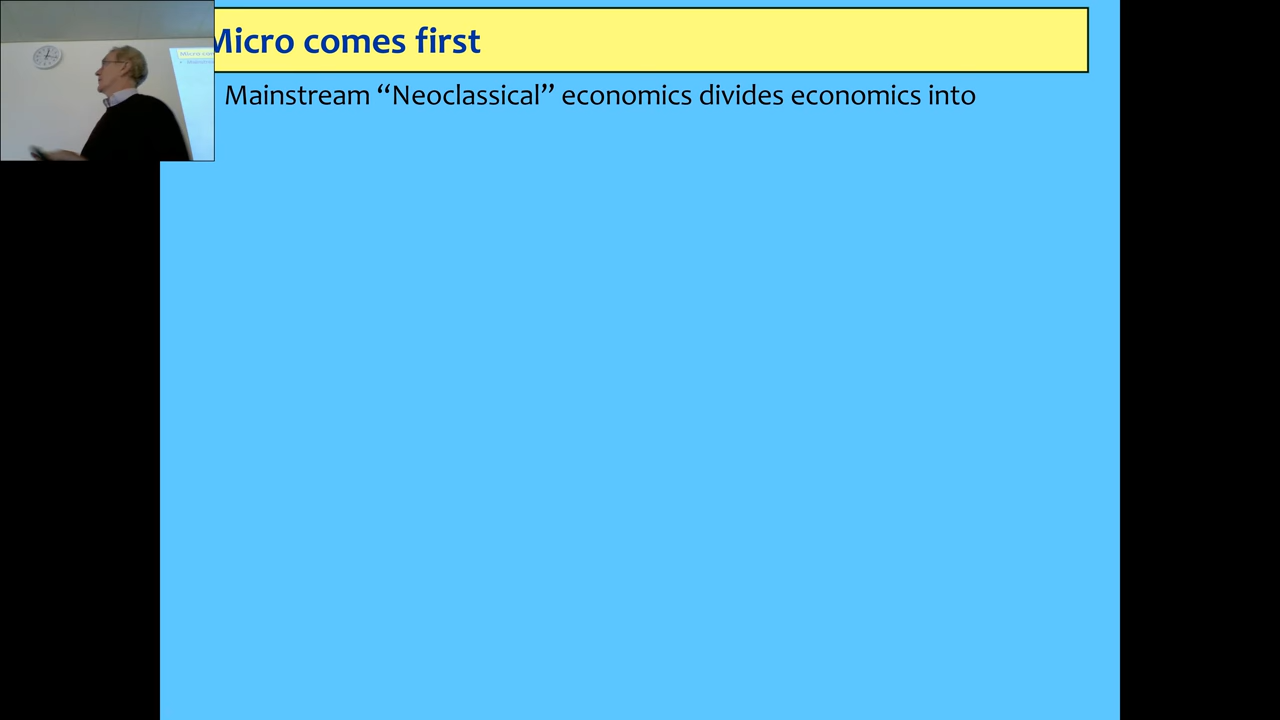 Micro comes first
Mainstream “Neoclassical” economics divides economics into